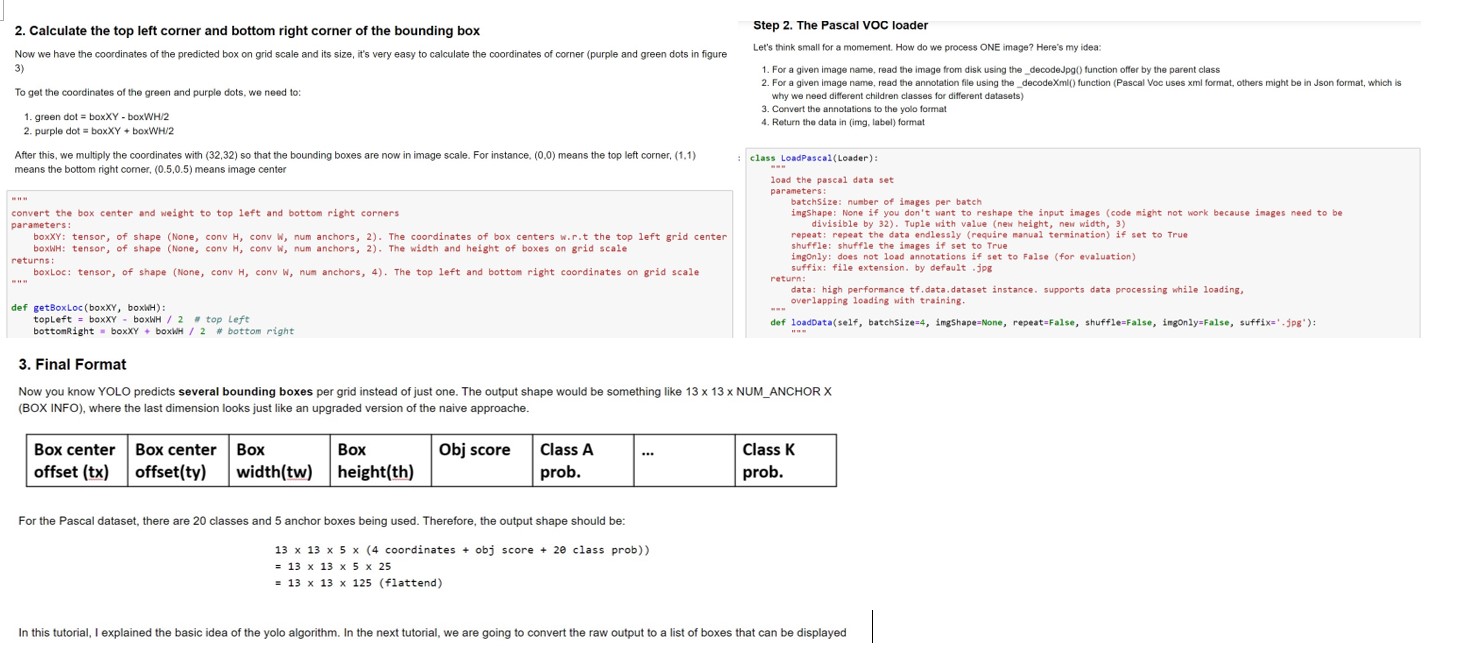 2. Calculate the top left corner and bottom right corner of the bounding box
Now we have the coordinates of the predicted box on grid scale and its size, it's very easy to calculate the coordinates of corner (purple and green dots in figure
3)
To get the coordinates of the green and purple dots, we need to:
1. green dot = boxXY - boxWH/2
2. purple dot = boxXY + boxWH/2
After this, we multiply the coordinates with (32,32) so that the bounding boxes are now in image scale. For instance, (0,0) means the top left corner, (1,1)
means the bottom right corner, (0.5,0.5) means image center
"""
convert the box center and weight to top left and bottom right corners
parameters:
boxXY: tensor, of shape (None, conv H, conv W, num anchors, 2). The coordinates of box centers w.r.t the top left grid center
boxWH: tensor, of shape (None, conv H, conv W, num anchors, 2). The width and height of boxes on grid scale
returns:
boxLoc: tensor, of shape (None, conv H, conv W, num anchors, 4). The top left and bottom right coordinates on grid scale
"""
def getBoxLoc(boxXY, boxWH):
topLeft = boxXY - boxWH / 2 # top left
bottomRight = boxXY + boxWH / 2 # bottom right
Step 2. The Pascal VOC loader
Let's think small for a momement. How do we process ONE image? Here's my idea:
1. For a given image name, read the image from disk using the _decodeJpg() function offer by the parent class
2. For a given image name, read the annotation file using the _decodeXml() function (Pascal Voc uses xml format, others might be in Json format, which is
why we need different children classes for different datasets)
3. Convert the annotations to the yolo format
4. Return the data in (img, label) format
: class LoadPascal(Loader):
"""
load the pascal data set
parameters:
batchSize: number of images per batch
imgShape: None if you don't want to reshape the input images (code might not work because images need to be
divisible by 32). Tuple with value (new height, new width, 3)
repeat: repeat the data endlessly (require manual termination) if set to True
shuffle: shuffle the images if set to True
imgOnly: does not load annotations if set to False (for evaluation)
suffix: file extension. by default .jpg
return:
data: high performance tf.data.dataset instance. supports data processing while loading,
overlapping loading with training.
"""
def loadData(self, batchSize=4, imgShape=None, repeat=False, shuffle=False, imgOnly=False, suffix='.jpg'):
"""
3. Final Format
Now you know YOLO predicts several bounding boxes per grid instead of just one. The output shape would be something like 13 x 13 x NUM_ANCHOR X
(BOX INFO), where the last dimension looks just like an upgraded version of the naive approache.
Box center offset (tx) Box center offset(ty) Box width(tw) Box height(th) Obj score Class A prob. ... Class K prob.
For the Pascal dataset, there are 20 classes and 5 anchor boxes being used. Therefore, the output shape should be:
13 x 13 x 5 x (4 coordinates + obj score + 20 class prob))
= 13 x 13 x 5 x 25
= 13 x 13 x 125 (flattend)
In this tutorial, I explained the basic idea of the yolo algorithm. In the next tutorial, we are going to convert the raw output to a list of boxes that can be displayed